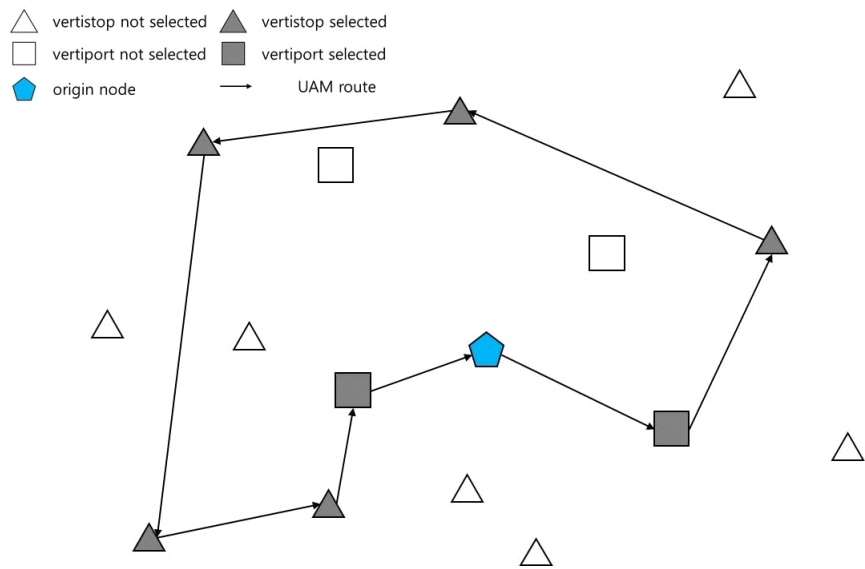 vertistop not selected vertistop selected
vertiport not selected vertiport selected
origin node UAM route